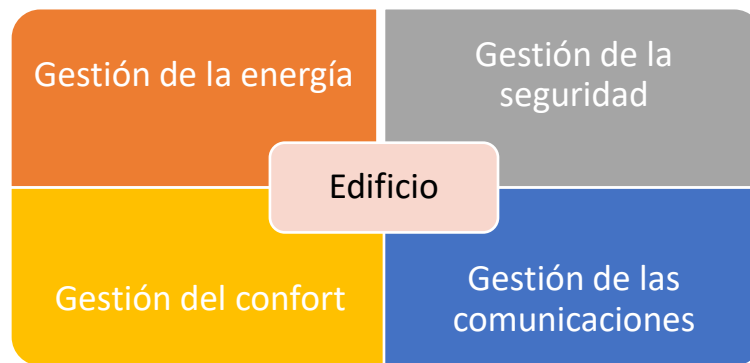 Gestión de la energía
Gestión de la
seguridad
Edificio
Gestión del confort
Gestión de las
comunicaciones